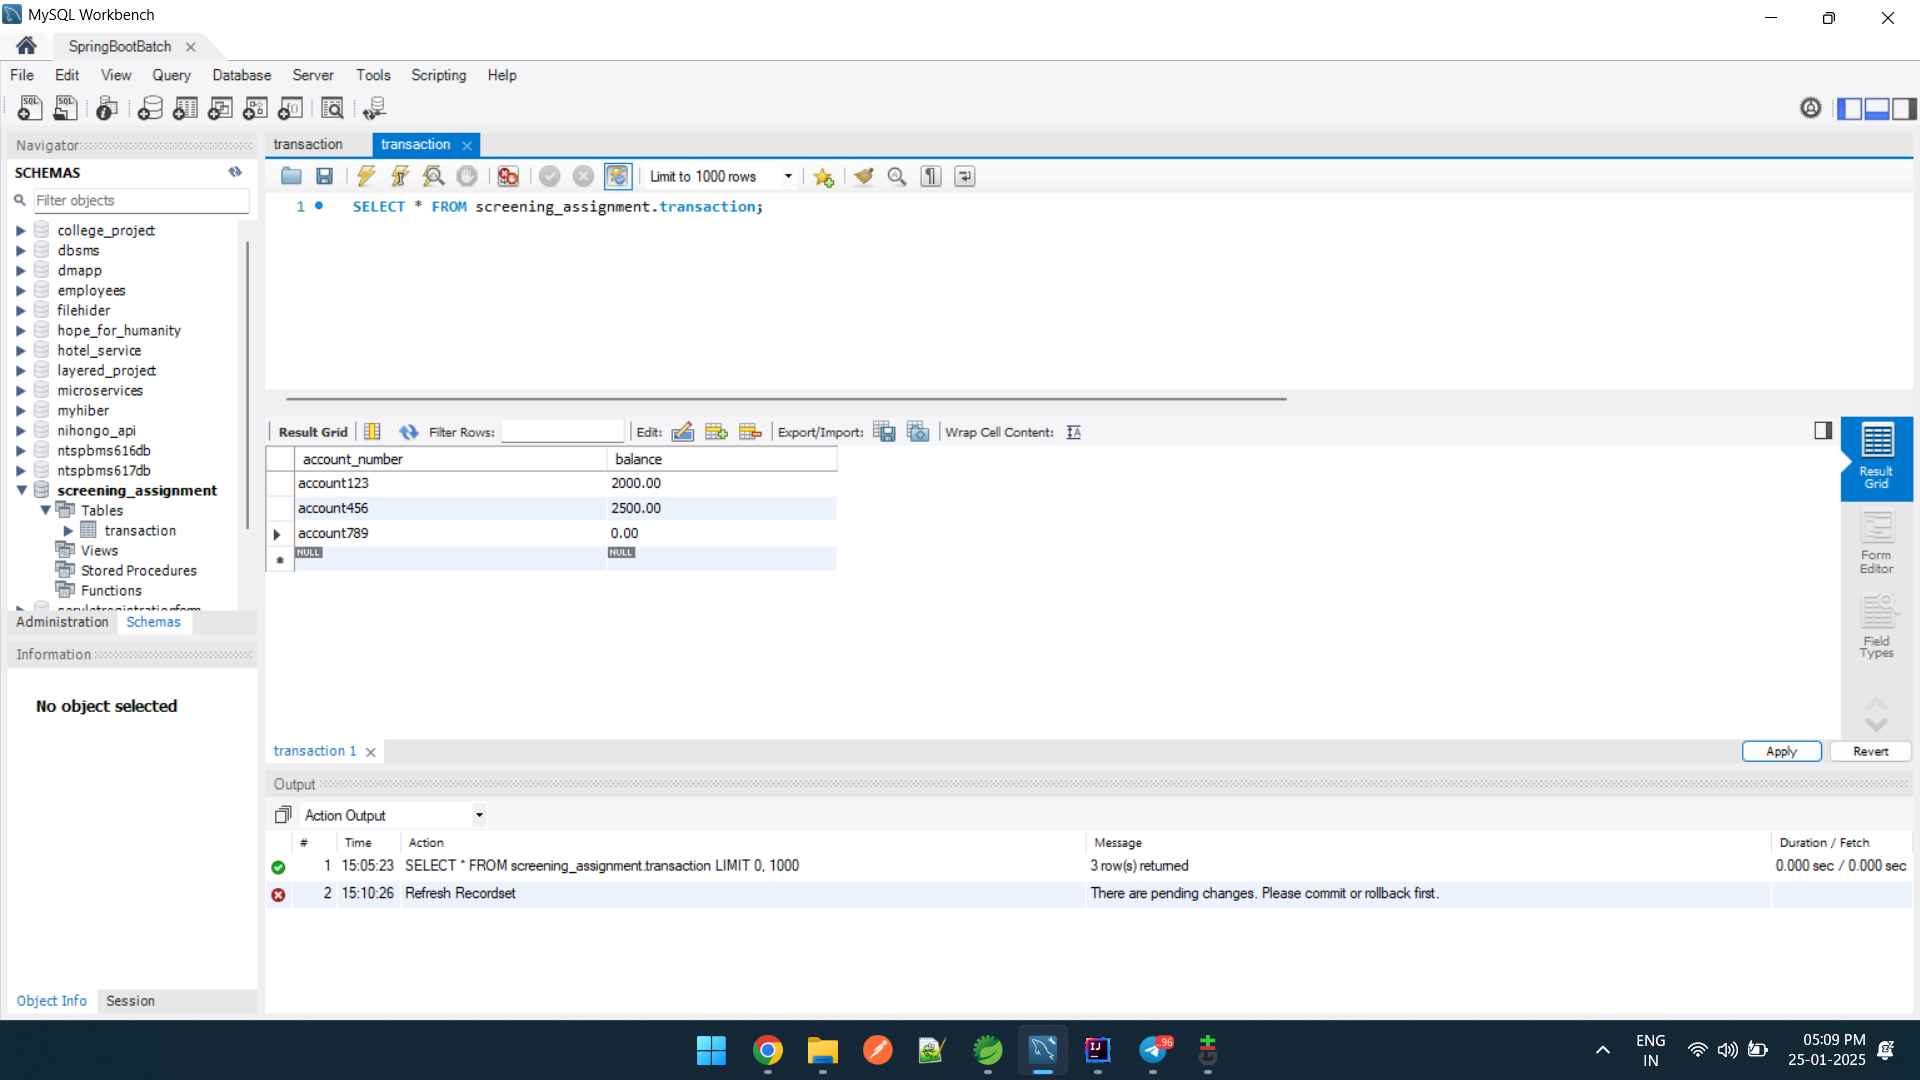 MySQL Workbench
SpringBootBatch
File Edit View Query Database Server Tools Scripting Help
Navigator
SCHEMAS
Filter objects
college_project
dbsms
dmapp
employees
filehider
hope_for_humanity
hotel_service
layered_project
microservices
myhiber
nihongo_api
ntspbms616db
ntspbms617db
screening_assignment
Tables
transaction
Views
Stored Procedures
Functions
servletregistrationform
Administration Schemas
Information
No object selected
Object Info Session
transaction transaction
Limit to 1000 rows
1 SELECT * FROM screening_assignment.transaction;
Result Grid Filter Rows: Edit: Export/Import: Wrap Cell Content:
account_number balance
account123 2000.00
account456 2500.00
account789 0.00
NULL NULL
Result
Grid
Form
Editor
Field
Types
transaction 1
Apply Revert
Output
Action Output
# Time Action Message Duration / Fetch
1 15:05:23 SELECT * FROM screening_assignment.transaction LIMIT 0, 1000 3 row(s) returned 0.000 sec / 0.000 sec
2 15:10:26 Refresh Recordset There are pending changes. Please commit or rollback first.
96
ENG
IN
05:09 PM
25-01-2025